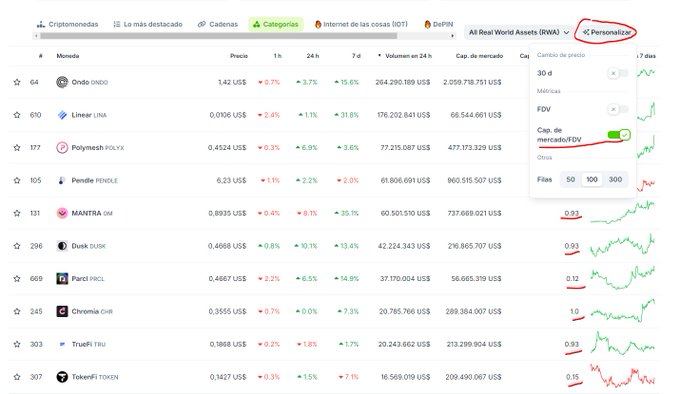 Criptomonedas Lo más destacado Cadenas Categorías Internet de las cosas (IOT) DePIN All Real World Assets (RWA) Personalizar
# Moneda Precio 1 h 24 h 7 d Volumen en 24 h Cap. de mercado Cambio de precio 7 días
30 d
64 Ondo ONDO 1,42 US$ 0.7% 3.7% 15.6% 264.290.189 US$ 2.059.718.751 US$
Métricas
610 Linear LINA 0,0106 US$ 2.4% 1.1% 31.8% 176.202.841 US$ 66.544.661 US$ FDV
177 Polymesh POLYX 0,4524 US$ 0.3% 6.9% 3.6% 77.215.087 US$ 477.173.329 US$ Cap. de
mercado/FDV
Otros
105 Pendle PENDLE 6,23 US$ 1.1% 2.2% 2.0% 61.806.691 US$ 960.515.507 US$ Filas 50 100 300
131 MANTRA OM 0,8935 US$ 0.4% 8.1% 35.1% 60.501.510 US$ 737.669.021 US$ 0.93
296 Dusk DUSK 0,4668 US$ 0.8% 10.1% 13.4% 42.224.343 US$ 216.865.707 US$ 0.93
669 Parcl PRCL 0,4667 US$ 2.2% 6.5% 14.9% 37.170.004 US$ 56.665.319 US$ 0.12
245 Chromia CHR 0,3555 US$ 0.7% 0.0% 7.3% 20.785.766 US$ 289.384.007 US$ 1.0
303 TrueFi TRU 0,1868 US$ 0.2% 1.8% 1.7% 20.243.662 US$ 213.299.904 US$ 0.93
307 TokenFi TOKEN 0,1427 US$ 0.3% 1.5% 7.1% 16.569.019 US$ 209.490.067 US$ 0.15